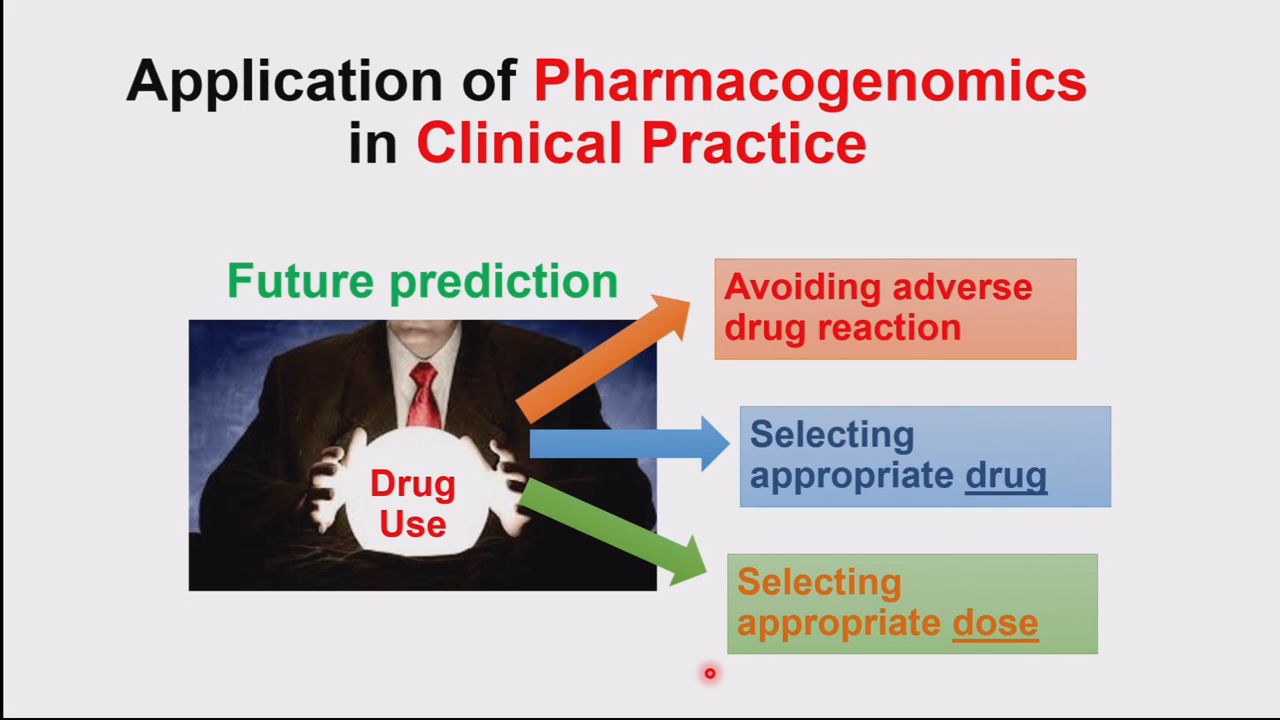 Application of Pharmacogenomics
in Clinical Practice
Future prediction
Drug
Use
Avoiding adverse
drug reaction
Selecting
appropriate drug
Selecting
appropriate dose